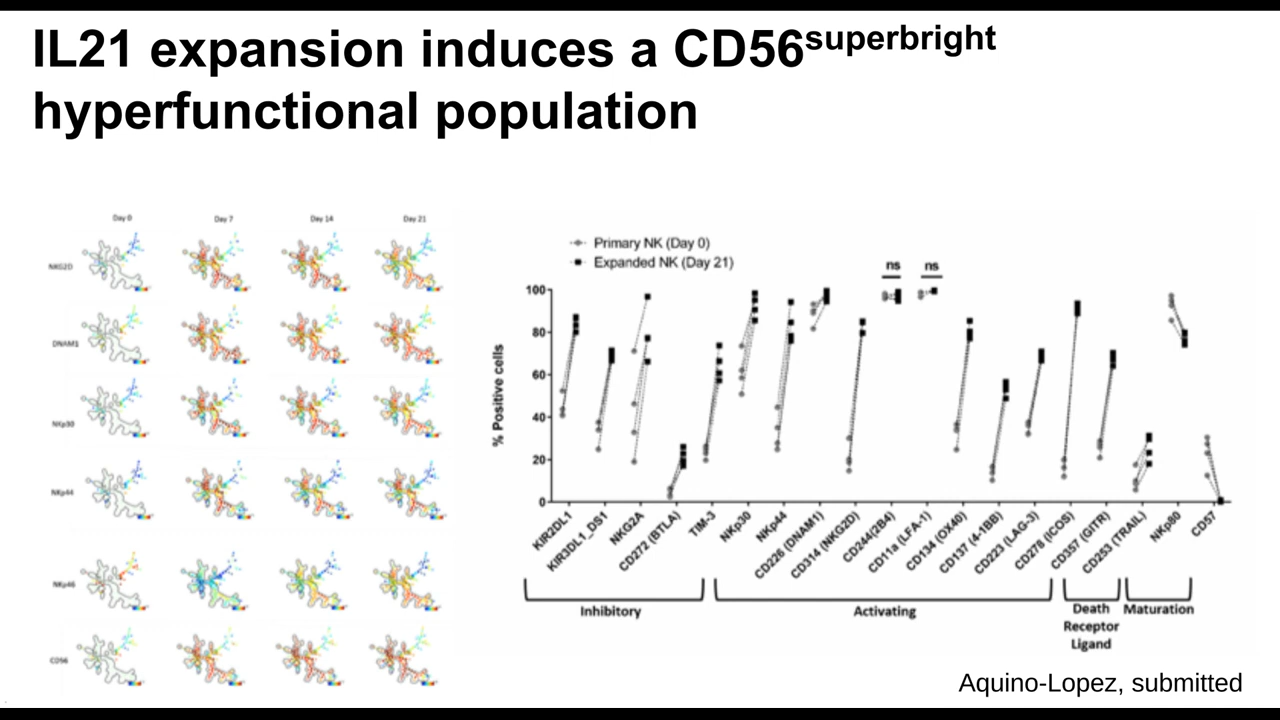 IL21 expansion induces a CD56superbright
hyperfunctional population
Day 0
Day 7
Day 14
Day 21
NKG2D
DNAM1
NKp30
NKp44
NKp46
CD56
Primary NK (Day 0)
Expanded NK (Day 21)
ns
ns
% Positive cells
100
80
60
40
20
0
KIR2DL1
KIR3DL1_DS1
NKG2A
CD272 (BTLA)
TIM-3
NKp30
NKp44
CD226 (DNAM1)
CD314 (NKG2D)
CD244(2B4)
CD11a (LFA-1)
CD134 (OX40)
CD137 (4-1BB)
CD223 (LAG-3)
CD278 (ICOS)
CD357 (GITR)
CD253 (TRAIL)
NKp80
CD57
Inhibitory
Activating
Death
Receptor
Ligand
Maturation
Aquino-Lopez, submitted